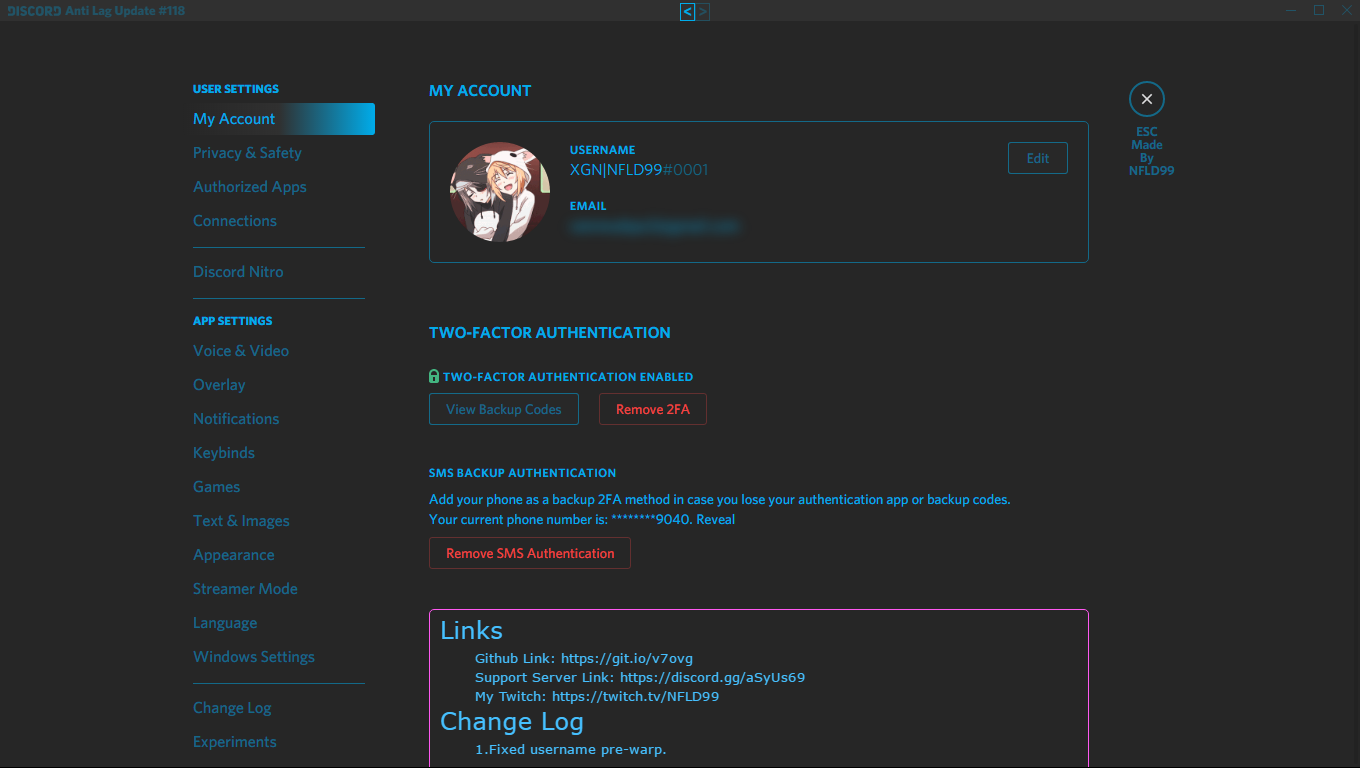 DISCORD Anti Lag Update #118
< >
USER SETTINGS
My Account
Privacy & Safety
Authorized Apps
Connections
Discord Nitro
APP SETTINGS
Voice & Video
Overlay
Notifications
Keybinds
Games
Text & Images
Appearance
Streamer Mode
Language
Windows Settings
Change Log
Experiments
MY ACCOUNT
USERNAME
XGN|NFLD99#0001
Edit
EMAIL
TWO-FACTOR AUTHENTICATION
TWO-FACTOR AUTHENTICATION ENABLED
View Backup Codes
Remove 2FA
SMS BACKUP AUTHENTICATION
Add your phone as a backup 2FA method in case you lose your authentication app or backup codes.
Your current phone number is: ********9040. Reveal
Remove SMS Authentication
Links
Github Link: https://git.io/v7ovg
Support Server Link: https://discord.gg/aSyUs69
My Twitch: https://twitch.tv/NFLD99
Change Log
1.Fixed username pre-warp.
ESC
Made
By
NFLD99